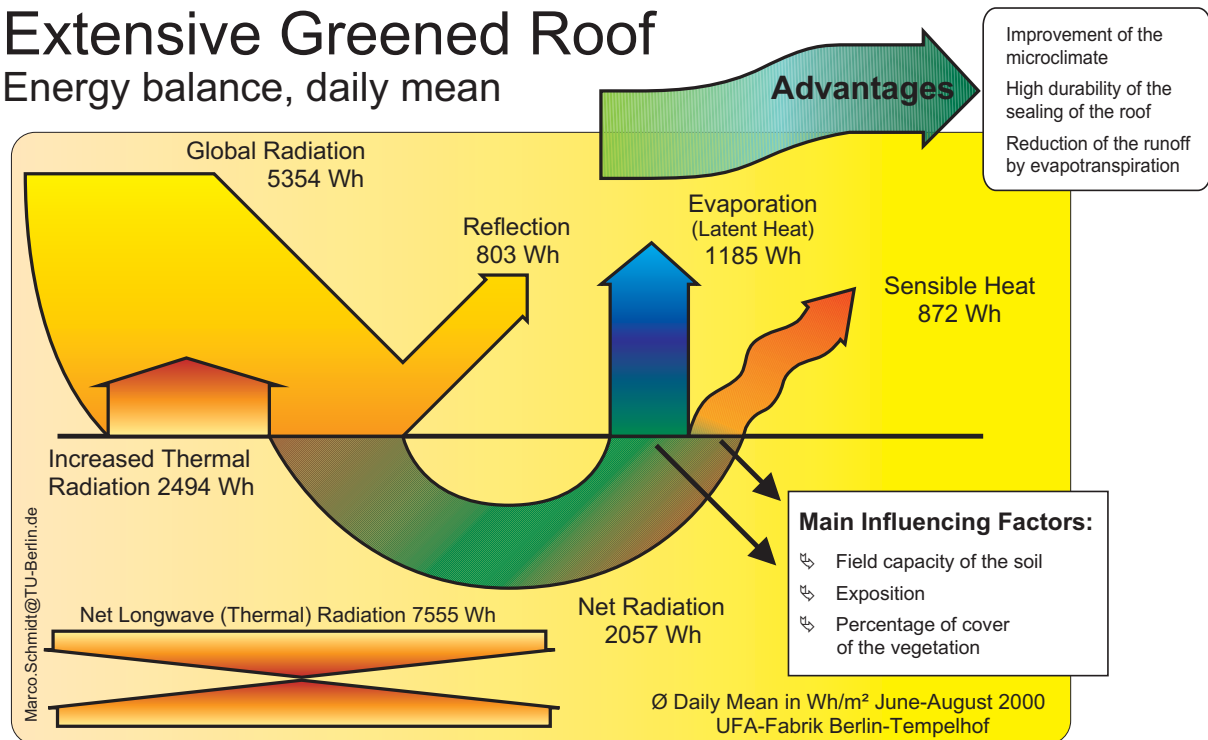 Extensive Greened Roof
Energy balance, daily mean
Advantages
Improvement of the
microclimate
High durability of the
sealing of the roof
Reduction of the runoff
by evapotranspiration
Global Radiation
5354 Wh
Reflection
803 Wh
Evaporation
(Latent Heat)
1185 Wh
Sensible Heat
872 Wh
Increased Thermal
Radiation 2494 Wh
Main Influencing Factors:
Field capacity of the soil
Exposition
Percentage of cover
of the vegetation
Net Radiation
2057 Wh
Net Longwave (Thermal) Radiation 7555 Wh
Ø Daily Mean in Wh/m² June-August 2000
UFA-Fabrik Berlin-Tempelhof
Marco.Schmidt@TU-Berlin.de